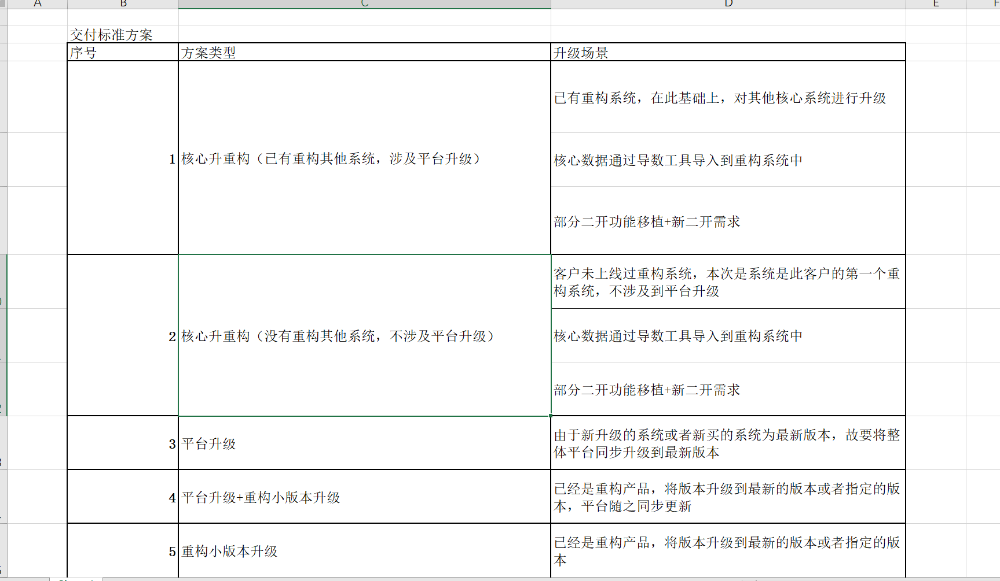 A B C D E F
交付标准方案
序号 方案类型 升级场景
已有重构系统，在此基础上，对其他核心系统进行升级
1 核心升重构（已有重构其他系统，涉及平台升级）
核心数据通过导数工具导入到重构系统中
部分二开功能移植+新二开需求
客户未上线过重构系统，本次是系统是此客户的第一个重
构系统，不涉及到平台升级
2 核心升重构（没有重构其他系统，不涉及平台升级）
核心数据通过导数工具导入到重构系统中
部分二开功能移植+新二开需求
3 平台升级
由于新升级的系统或者新买的系统为最新版本，故要将整
体平台同步升级到最新版本
4 平台升级+重构小版本升级
已经是重构产品，将版本升级到最新的版本或者指定的版
本，平台随之同步更新
5 重构小版本升级
已经是重构产品，将版本升级到最新的版本或者指定的版
本